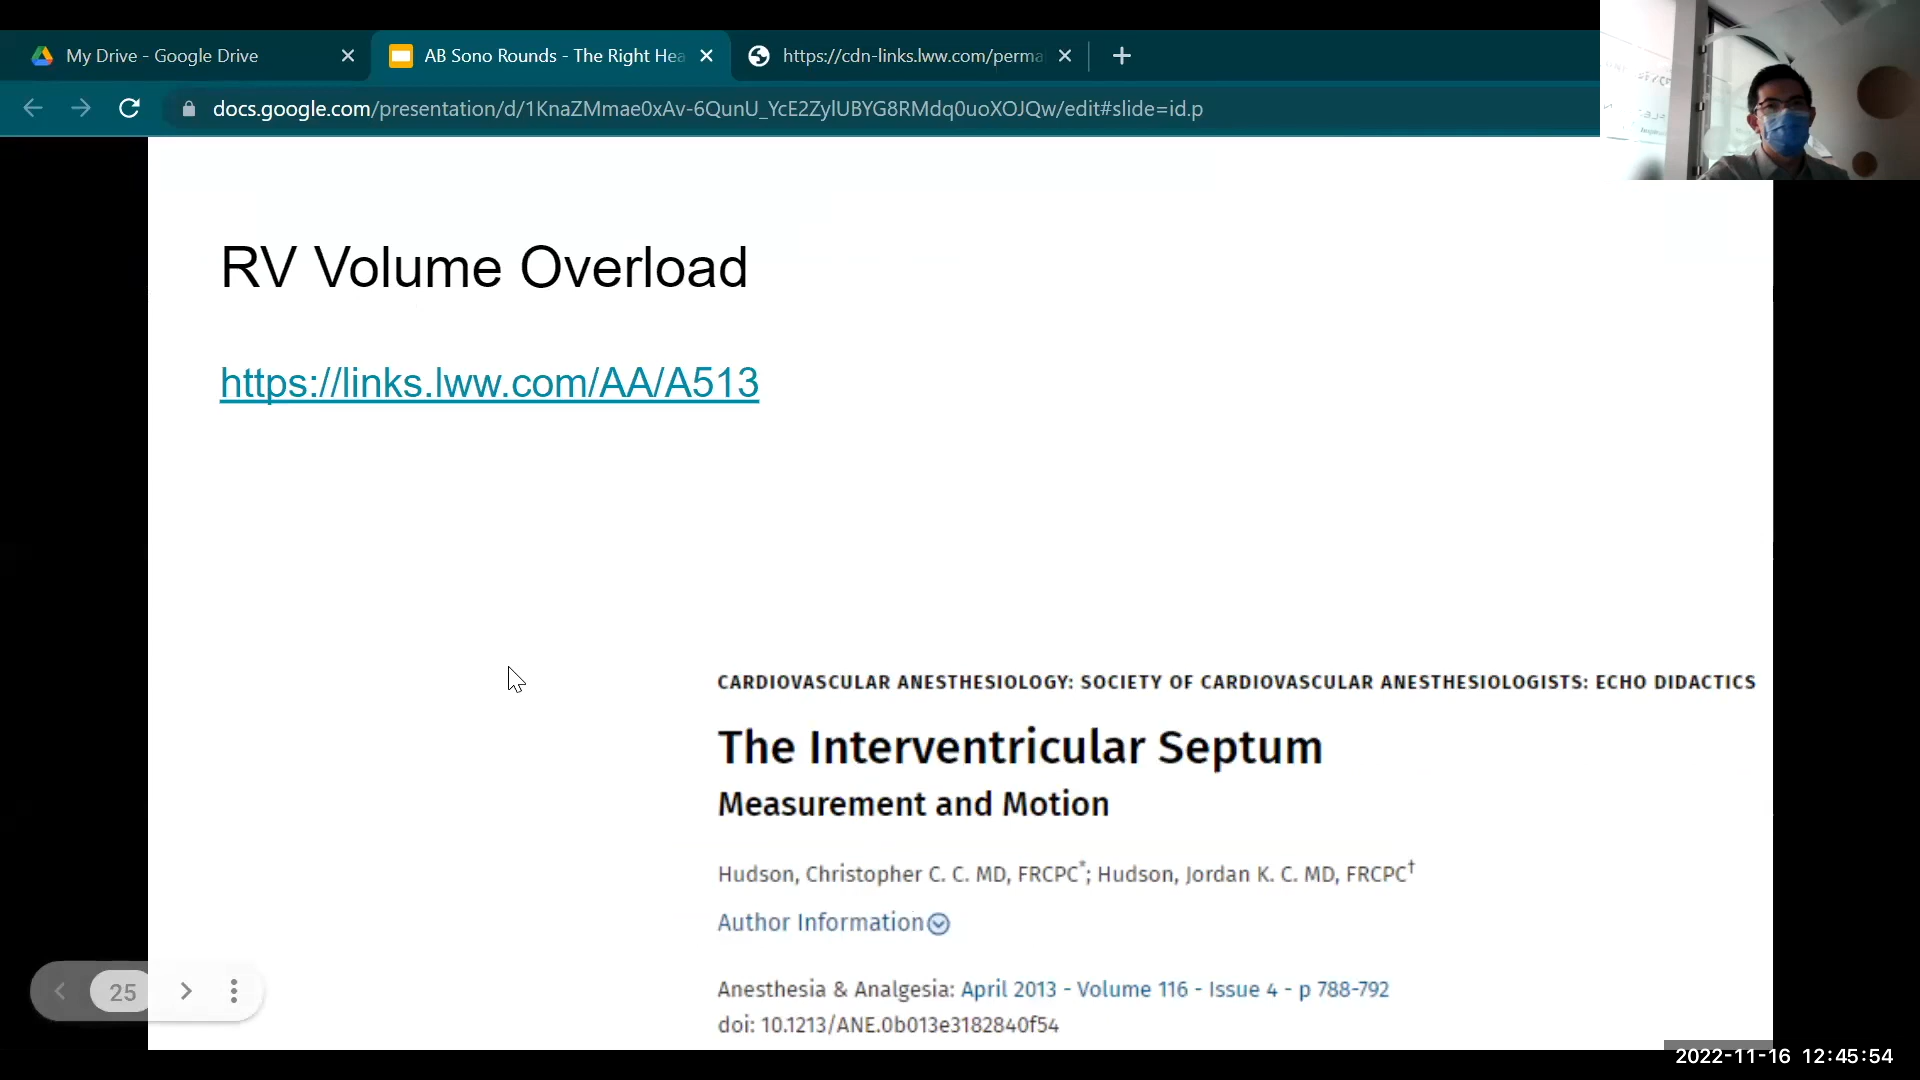 My Drive - Google Drive
AB Sono Rounds - The Right Hea
https://cdn-links.lww.com/perma
docs.google.com/presentation/d/1KnaZMmae0xAv-6QunU_YcE2ZylUBYG8RMdq0uoXOJQw/edit#slide=id.p
RV Volume Overload
https://links.lww.com/AA/A513
CARDIOVASCULAR ANESTHESIOLOGY: SOCIETY OF CARDIOVASCULAR ANESTHESIOLOGISTS: ECHO DIDACTICS
The Interventricular Septum
Measurement and Motion
Hudson, Christopher C. C. MD, FRCPC*; Hudson, Jordan K. C. MD, FRCPC†
Author Information
Anesthesia & Analgesia: April 2013 - Volume 116 - Issue 4 - p 788-792
doi: 10.1213/ANE.0b013e3182840f54
25
2022-11-16 12:45:54